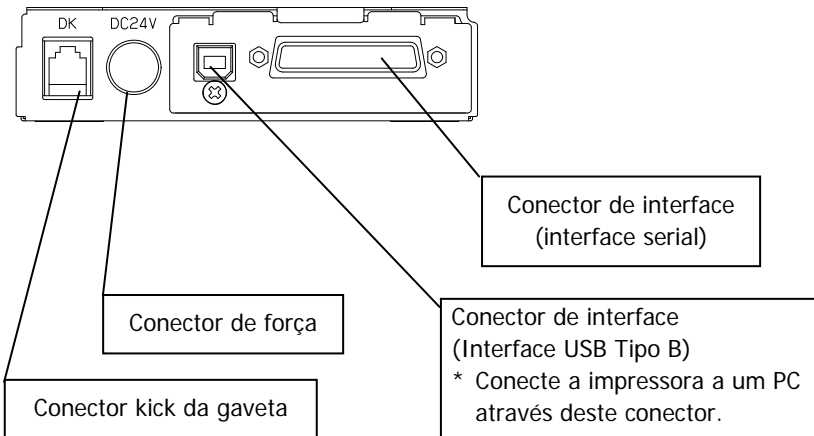 DK DC24V
Conector de interface
(interface serial)
Conector de força
Conector de interface
(Interface USB Tipo B)
* Conecte a impressora a um PC
através deste conector.
Conector kick da gaveta